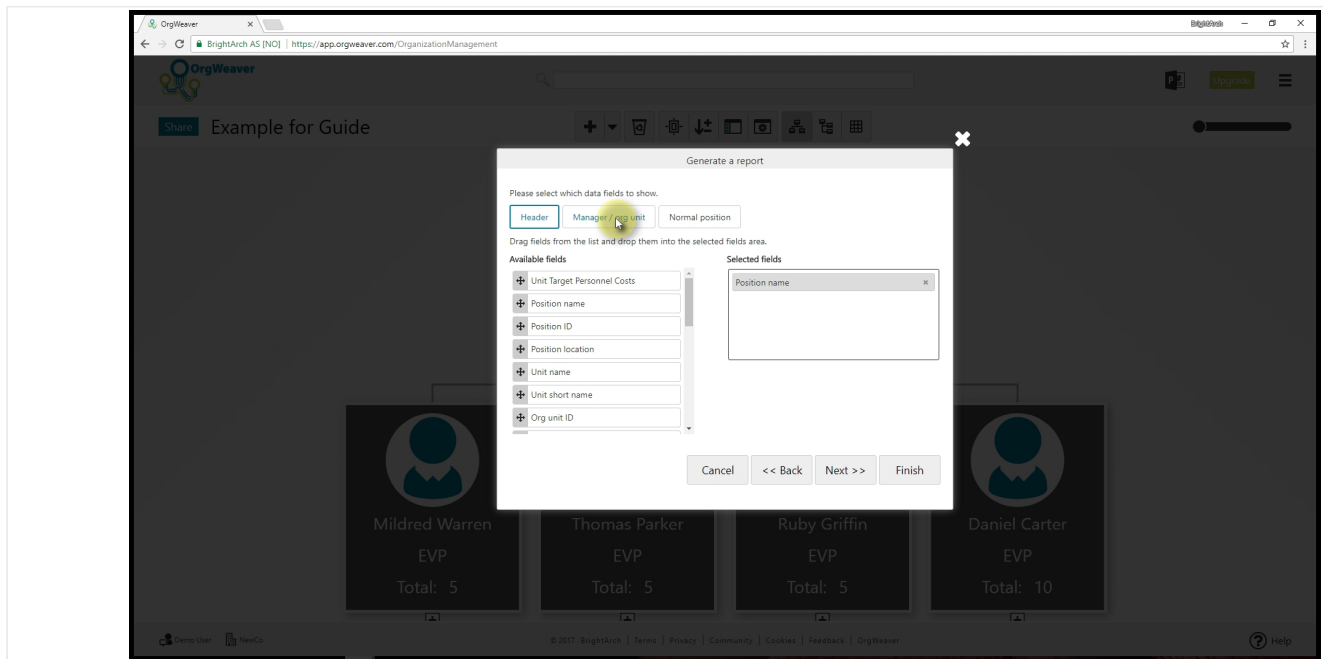 OrgWeaver
BrightArch
BrightArch AS [NO] | https://app.orgweaver.com/OrganizationManagement
OrgWeaver
Upgrade
Share Example for Guide
Generate a report
Please select which data fields to show.
Header Manager / org unit Normal position
Drag fields from the list and drop them into the selected fields area.
Available fields Selected fields
Unit Target Personnel Costs
Position name
Position name
Position ID
Position location
Unit name
Unit short name
Org unit ID
Cancel << Back Next >> Finish
Mildred Warren Thomas Parker Ruby Griffin Daniel Carter
EVP EVP EVP EVP
Total: 5 Total: 5 Total: 5 Total: 10
Demo User NewCo © 2017 BrightArch | Terms | Privacy | Community | Cookies | Feedback | OrgWeaver Help